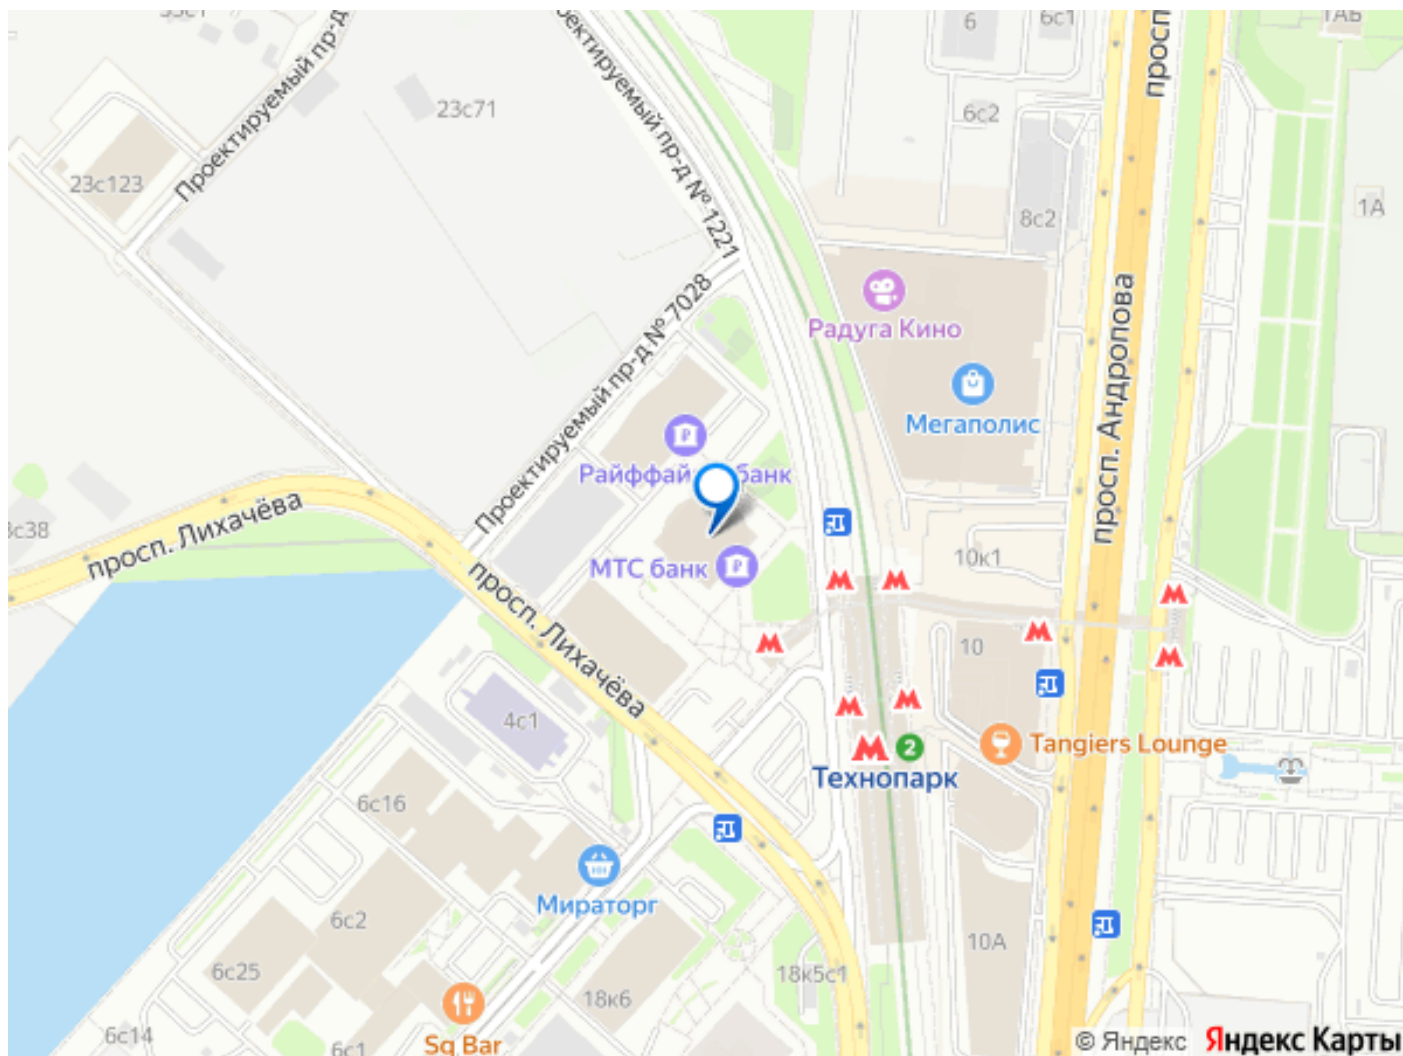 6
6с1
1АБ
просп.
Проектируемый пр-д
23с71
6с2
Проектируемый пр-д № 1221
23с123
8с2
1А
Проектируемый пр-д № 7028
Радуга Кино
просп. Андропова
Мегаполис
Райффайзенбанк
просп. Лихачёва
МТС банк
10к1
просп. Лихачёва
10
4с1
2
Tangiers Lounge
Технопарк
6с16
Мираторг
6с2
10А
6с25
18к5с1
18к6
6с14
6с1
Sq Bar
© Яндекс Яндекс Карты